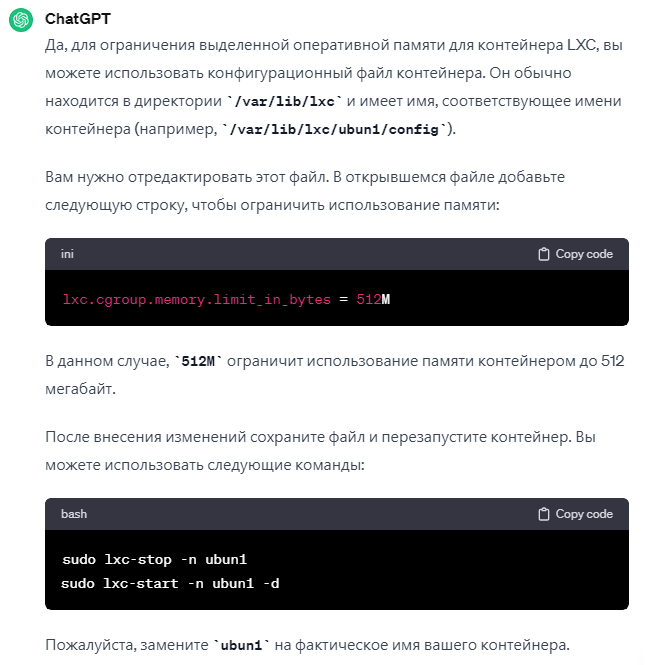 ChatGPT
Да, для ограничения выделенной оперативной памяти для контейнера LXC, вы
можете использовать конфигурационный файл контейнера. Он обычно
находится в директории `/var/lib/lxc` и имеет имя, соответствующее имени
контейнера (например, `/var/lib/lxc/ubun1/config`).
Вам нужно отредактировать этот файл. В открывшемся файле добавьте
следующую строку, чтобы ограничить использование памяти:
ini Copy code
lxc.cgroup.memory.limit_in_bytes = 512M
В данном случае, `512M` ограничит использование памяти контейнером до 512
мегабайт.
После внесения изменений сохраните файл и перезапустите контейнер. Вы
можете использовать следующие команды:
bash Copy code
sudo lxc-stop -n ubun1
sudo lxc-start -n ubun1 -d
Пожалуйста, замените `ubun1` на фактическое имя вашего контейнера.